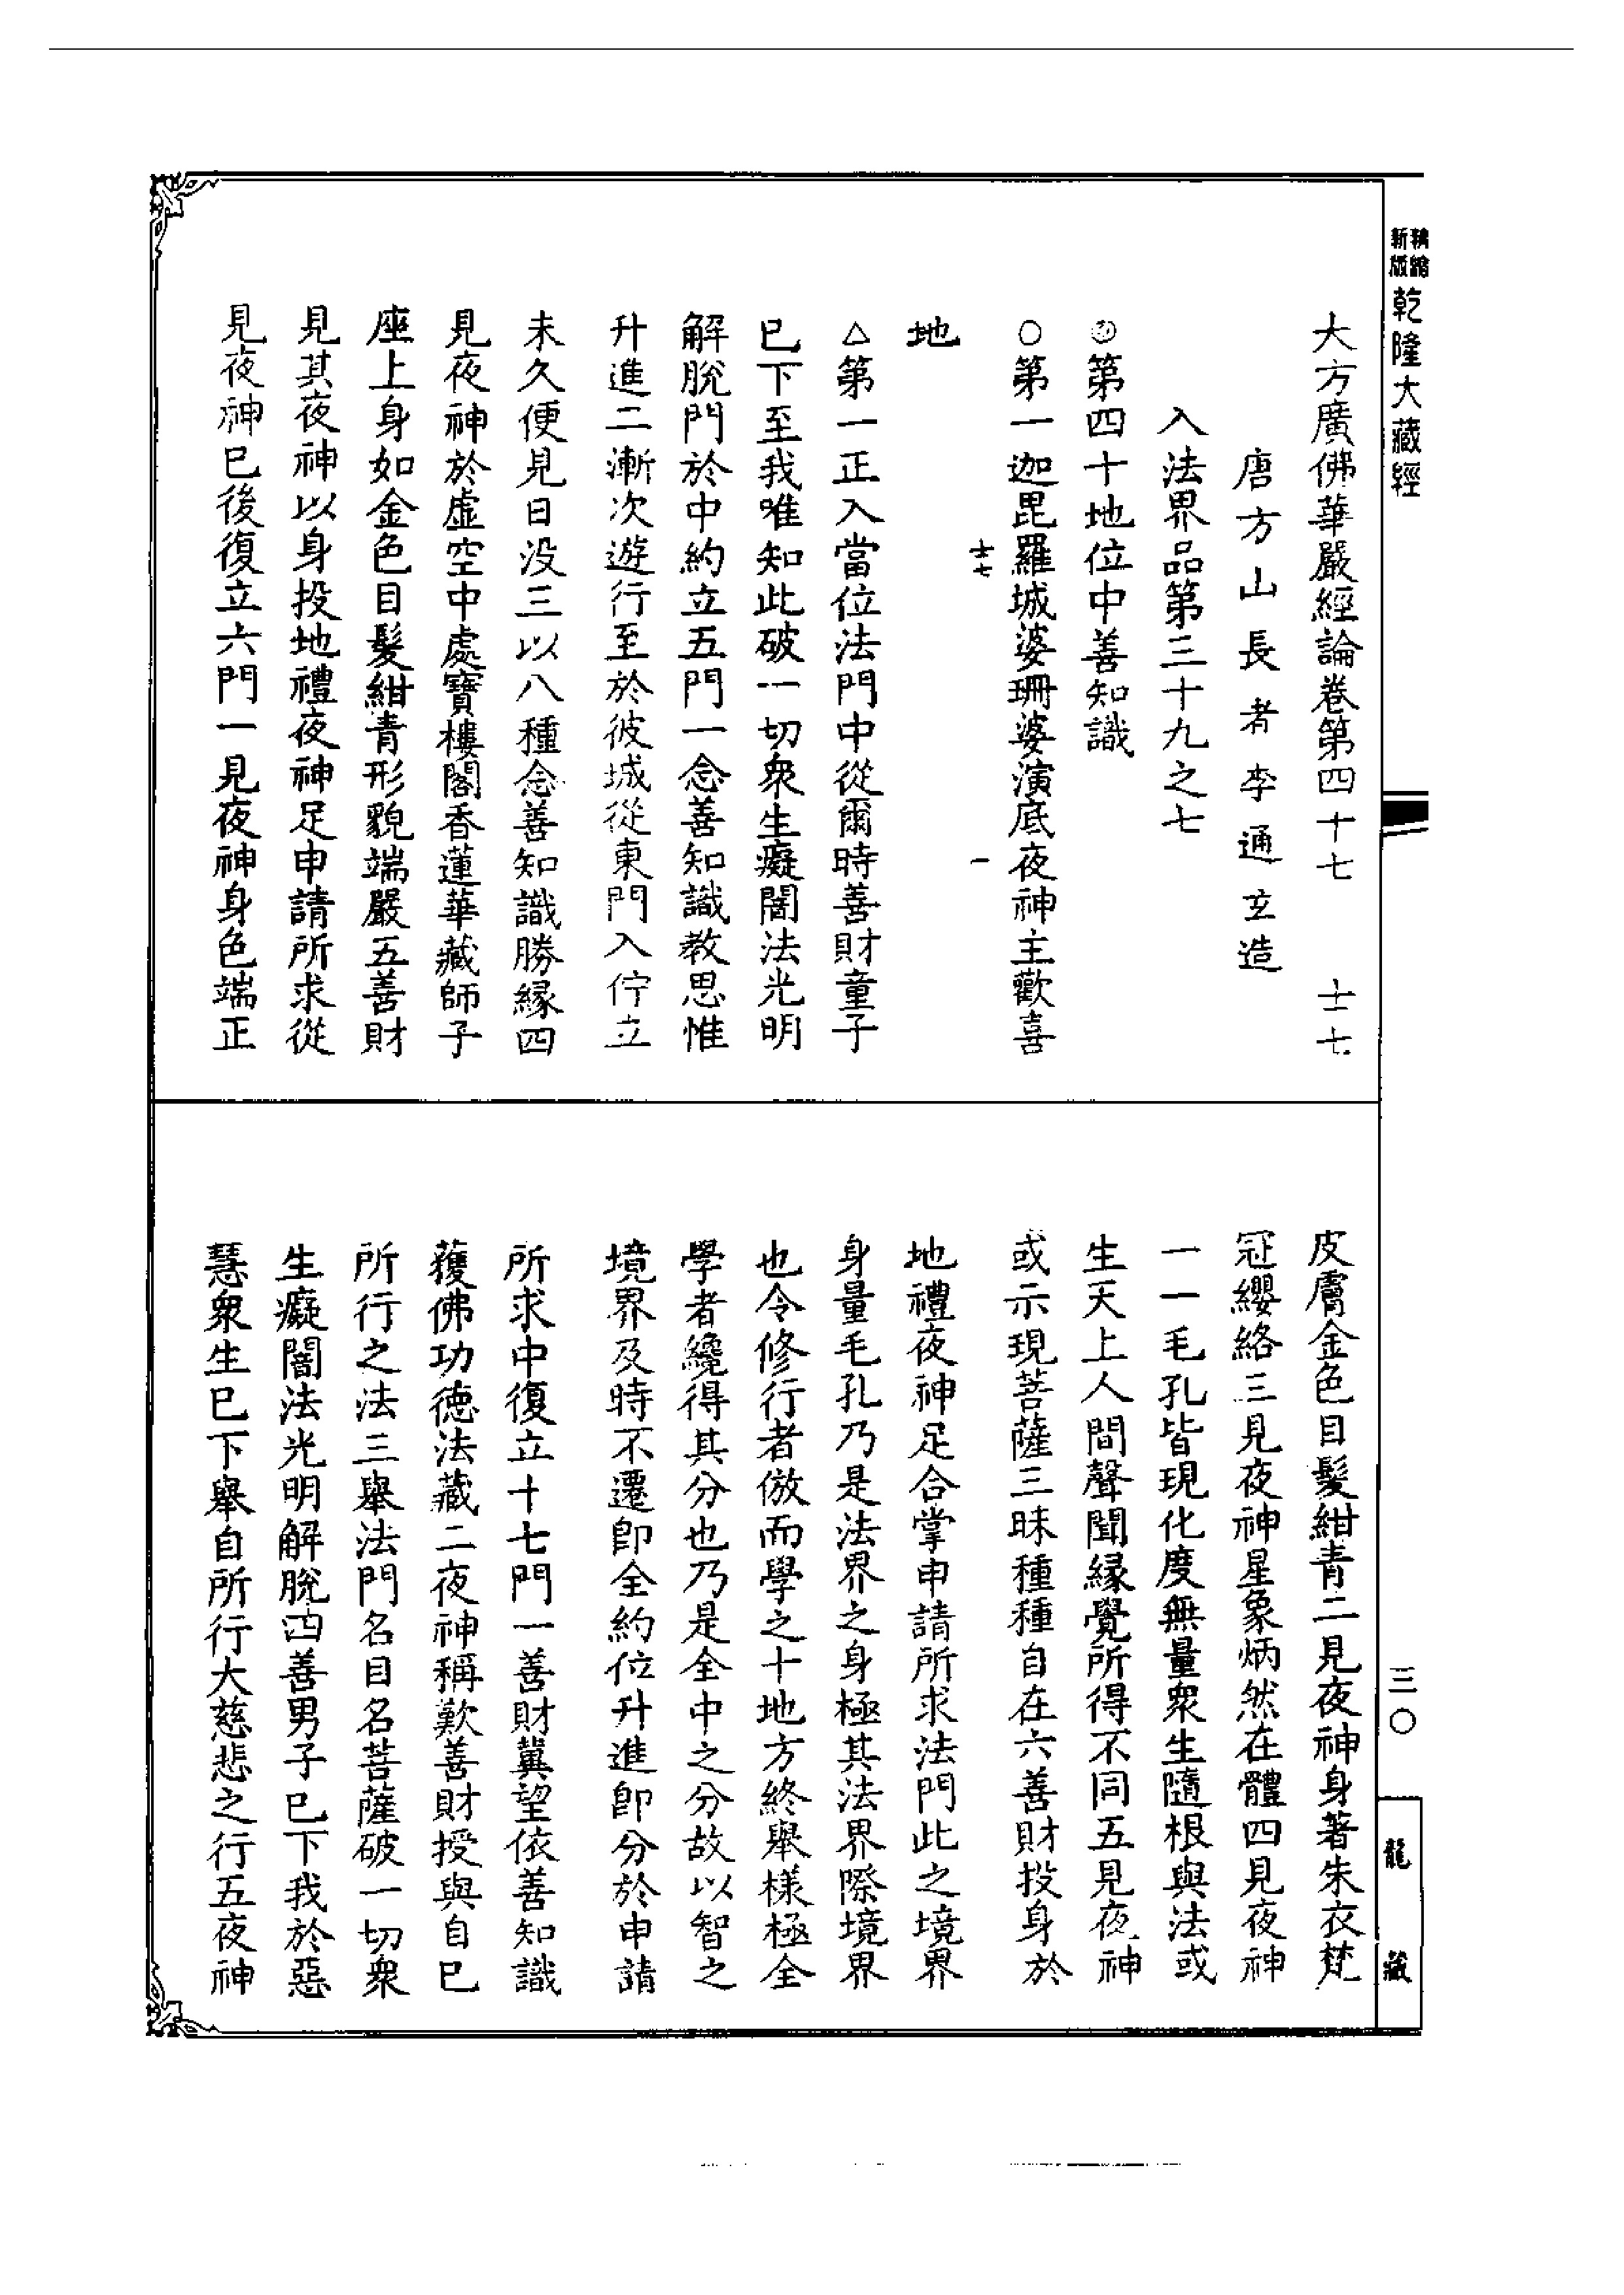 精縮新版乾隆大藏經
大方廣佛華嚴經論卷第四十七 士七
唐方山長者李通玄造
入法界品第三十九之七
第四十地位中善知識
○第一迦毘羅城婆珊婆演底夜神主歡喜
士七 一
地
△第一正入當位法門中從爾時善財童子
已下至我唯知此破一切衆生癡闇法光明
解脫門於中約立五門一念善知識教思惟
升進二漸次遊行至於彼城從東門入佇立
未久便見日没三以八種念善知識勝緣四
見夜神於虛空中處寶樓閣香蓮華藏師子
座上身如金色目髮紺青形貌端嚴五善財
見其夜神以身投地禮夜神足申請所求從
見夜神已後復立六門一見夜神身色端正
皮膚金色目髮紺青二見夜神身著朱衣梵
冠纓絡三見夜神星象炳然在體四見夜神
一一毛孔皆現化度無量衆生隨根與法或
生天上人間聲聞緣覺所得不同五見夜神
或示現菩薩三昧種種自在六善財投身於
地禮夜神足合掌申請所求法門此之境界
身量毛孔乃是法界之身極其法界際境界
也令修行者倣而學之十地方終舉樣極全
學者纔得其分也乃是全中之分故以智之
境界及時不遷卽全約位升進卽分於申請
所求中復立十七門一善財冀望依善知識
蒦佛功德法藏二夜神稱歎善財授與自已
所行之法三舉法門名目名菩薩破一切衆
生癡闇法光明解脫四善男子已下我於惡
慧衆生已下舉自所行大慈悲之行五夜神
三〇
龍藏